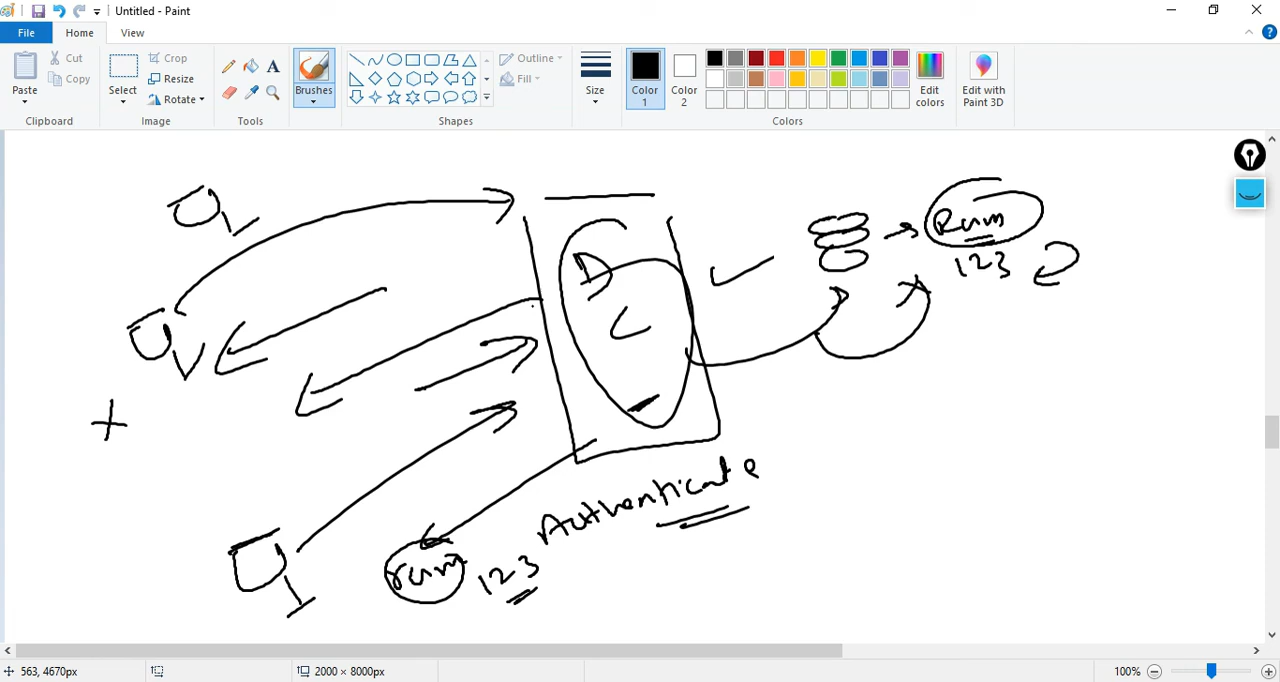 Untitled - Paint
File
Home
View
Paste
Cut
Copy
Clipboard
Select
Crop
Resize
Rotate
Image
A
Tools
Brushes
Shapes
Outline
Fill
Size
Color
1
Color
2
Edit
colors
Colors
Edit with
Paint 3D
D
C
123
Authenticate
123
563, 4670px
2000 × 8000px
100%